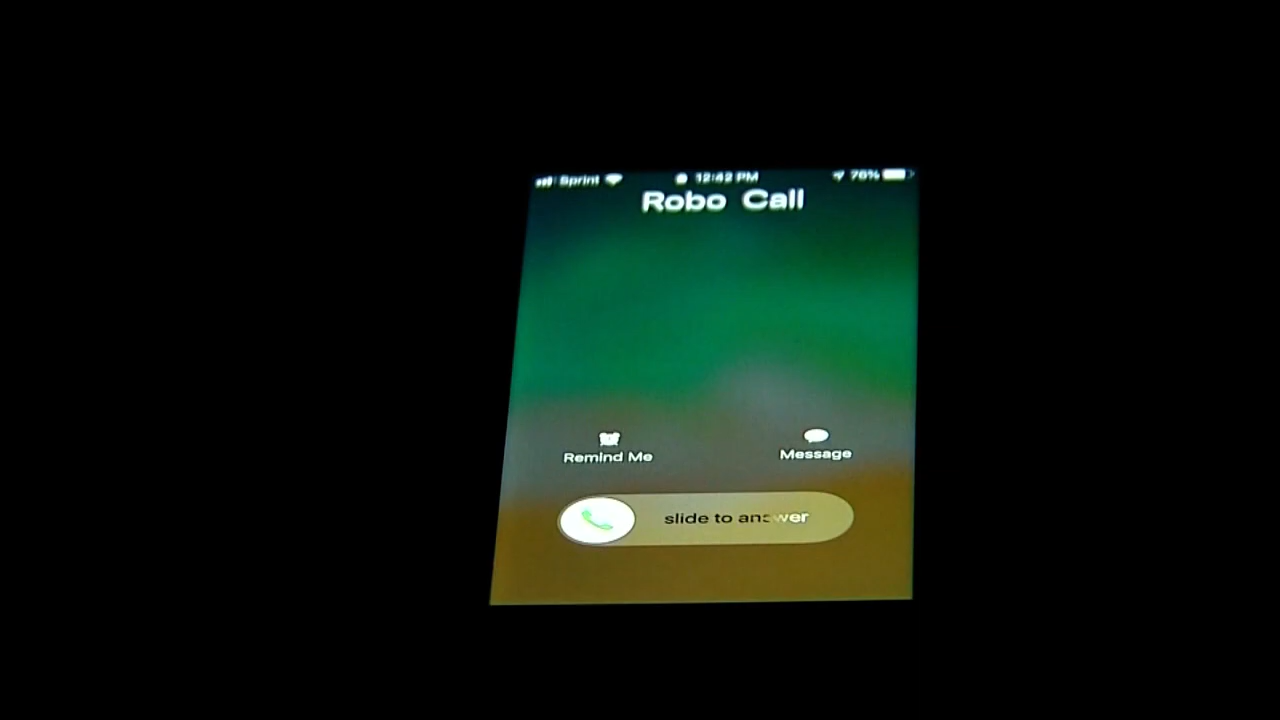 Sprint 12:42 PM 76%
Robo Call
Remind Me Message
slide to answer